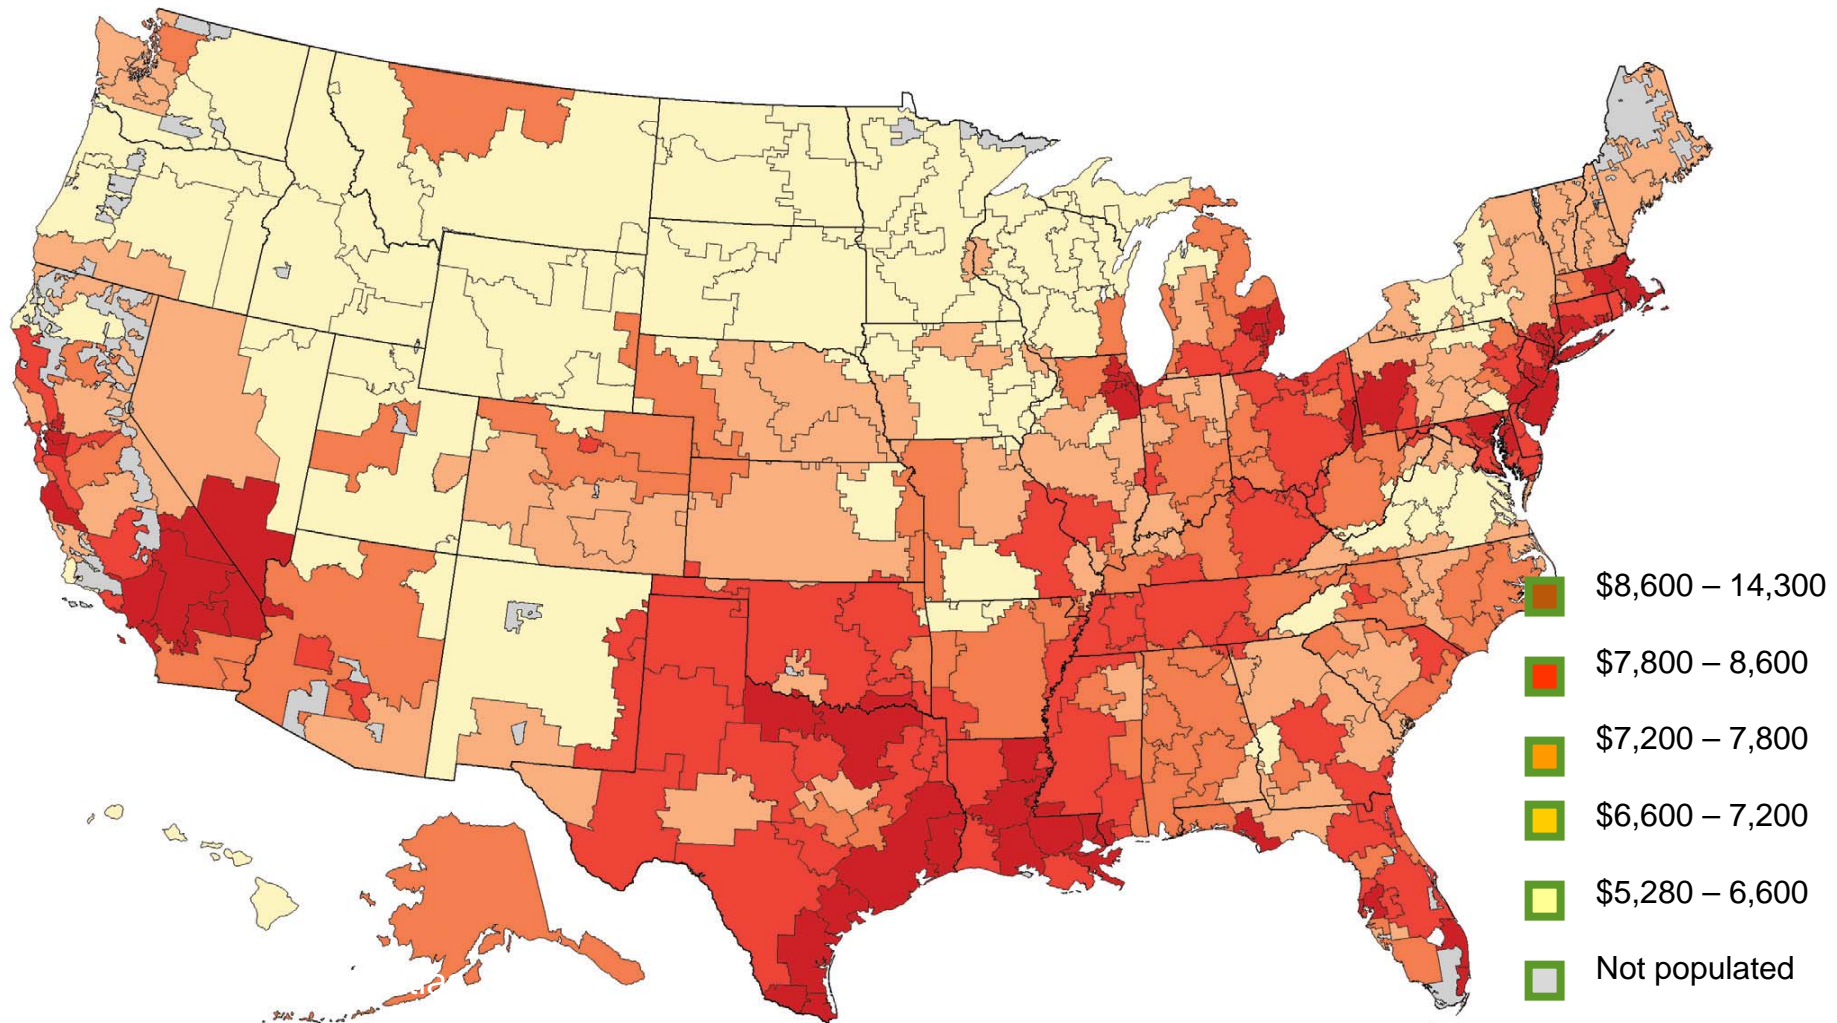 $8,600 – 14,300
$7,800 – 8,600
$7,200 – 7,800
$6,600 – 7,200
$5,280 – 6,600
Not populated